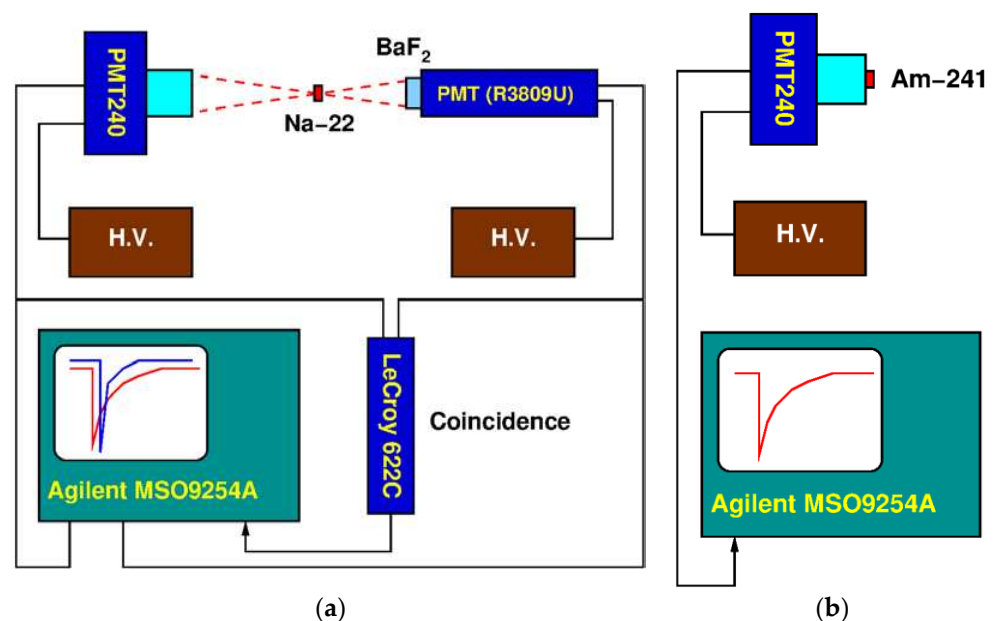 BaF2
PMT240
PMT (R3809U)
Na−22
H.V.
H.V.
LeCroy 622C
Coincidence
Agilent MSO9254A
(a)
PMT240
Am−241
H.V.
Agilent MSO9254A
(b)